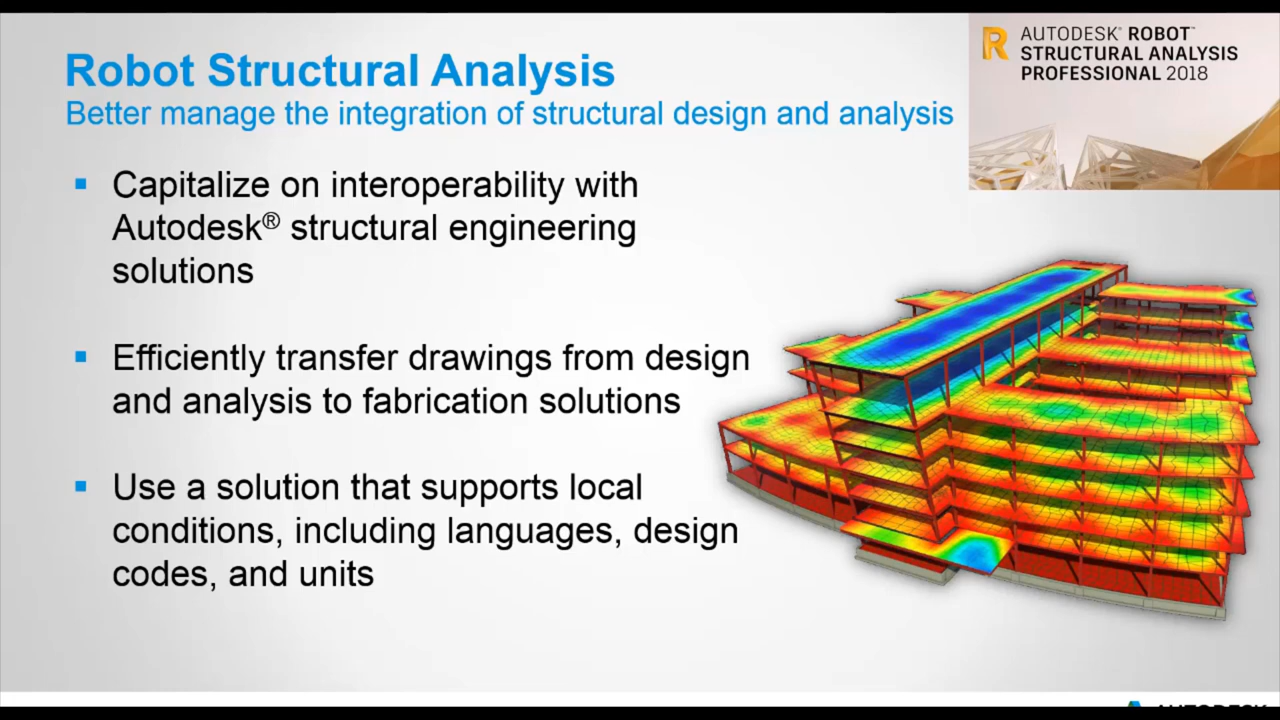 Robot Structural Analysis
Better manage the integration of structural design and analysis
AUTODESK® ROBOT™
STRUCTURAL ANALYSIS
PROFESSIONAL 2018
▪ Capitalize on interoperability with
Autodesk® structural engineering
solutions
▪ Efficiently transfer drawings from design
and analysis to fabrication solutions
▪ Use a solution that supports local
conditions, including languages, design
codes, and units
AUTODESK